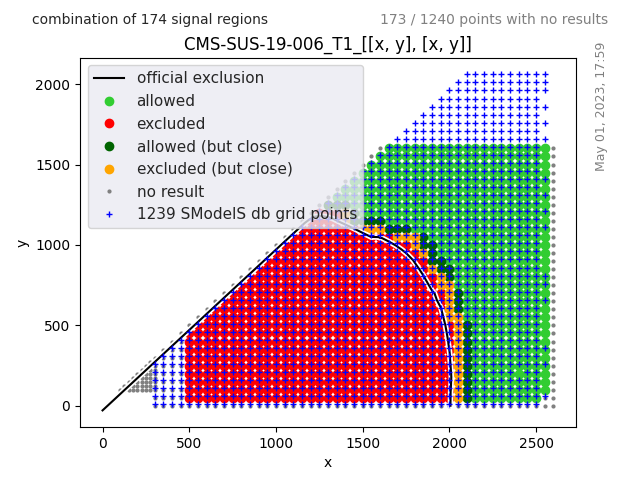 combination of 174 signal regions
173 / 1240 points with no results
CMS-SUS-19-006_T1_[[x, y], [x, y]]
May 01, 2023, 17:59
official exclusion
allowed
excluded
allowed (but close)
excluded (but close)
no result
1239 SModelS db grid points
2000
1500
1000
500
0
y
0 500 1000 1500 2000 2500
x